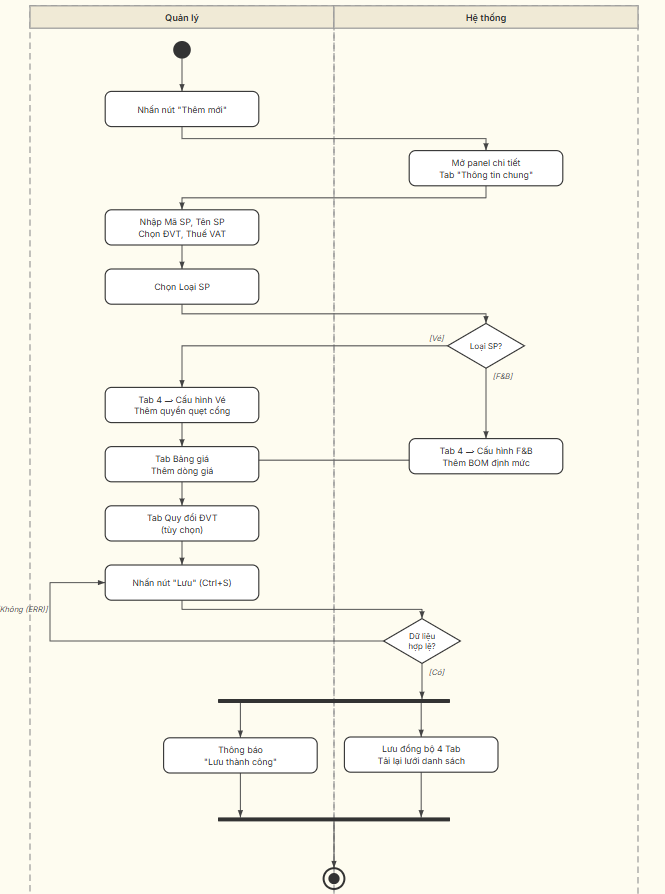 Quản lý
Hệ thống
Nhấn nút "Thêm mới"
Mở panel chi tiết
Tab "Thông tin chung"
Nhập Mã SP, Tên SP
Chọn ĐVT, Thuế VAT
Chọn Loại SP
[Vé]
Loại SP?
[F&B]
Tab 4 → Cấu hình Vé
Thêm quyền quẹt cổng
Tab Bảng giá
Thêm dòng giá
Tab 4 → Cấu hình F&B
Thêm BOM định mức
Tab Quy đổi ĐVT
(tùy chọn)
Nhấn nút "Lưu" (Ctrl+S)
Không (ERR)]
Dữ liệu
hợp lệ?
[Có]
Thông báo
"Lưu thành công"
Lưu đồng bộ 4 Tab
Tải lại lưới danh sách